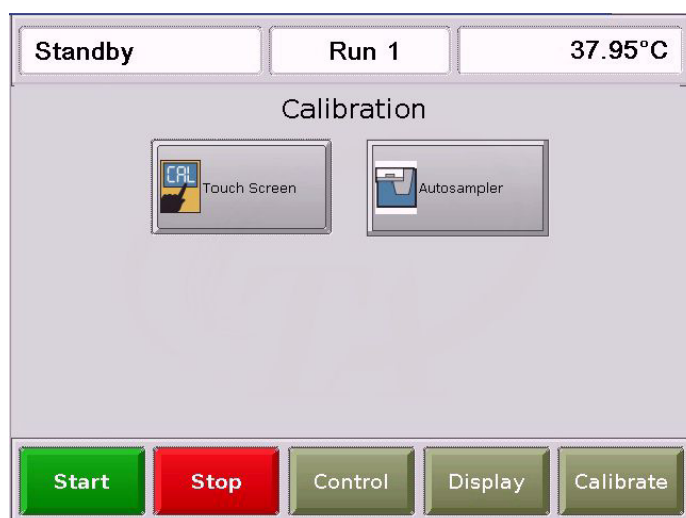 Standby Run 1 37.95°C
Calibration
CAL Touch Screen Autosampler
Start Stop Control Display Calibrate